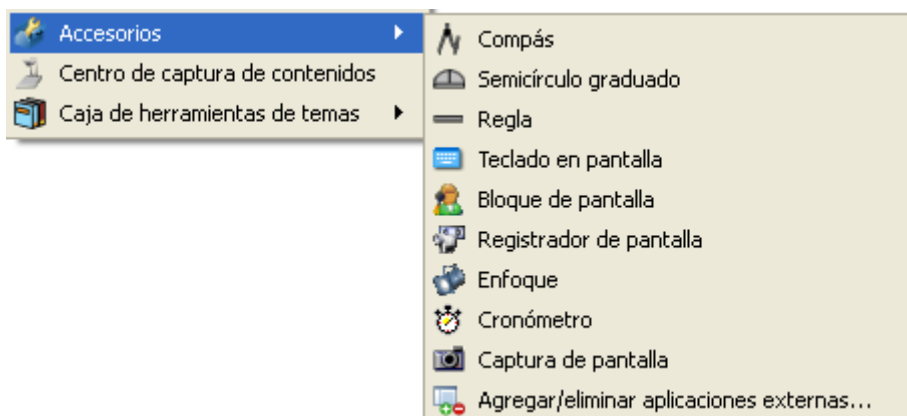 Accesorios
Centro de captura de contenidos
Caja de herramientas de temas
Compás
Semicírculo graduado
Regla
Teclado en pantalla
Bloque de pantalla
Registrador de pantalla
Enfoque
Cronómetro
Captura de pantalla
Agregar/eliminar aplicaciones externas...